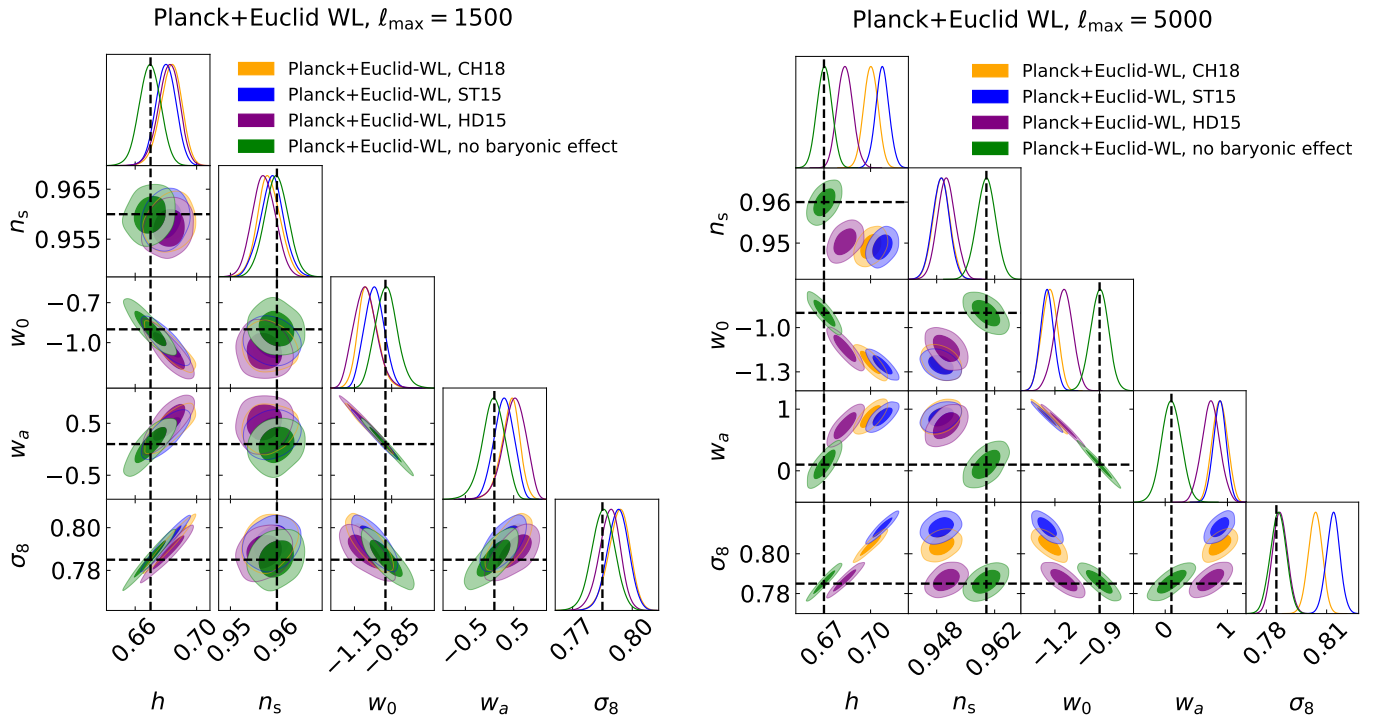 Planck+Euclid WL, ℓmax = 1500
Planck+Euclid-WL, CH18
Planck+Euclid-WL, ST15
Planck+Euclid-WL, HD15
Planck+Euclid-WL, no baryonic effect
0.965
0.955
ns
−0.7
−1.0
w0
0.5
−0.5
wa
0.80
0.78
σ8
0.66 0.70 0.95 0.96 −1.15 −0.85 −0.5 0.5 0.77 0.80
h ns w0 wa σ8
Planck+Euclid WL, ℓmax = 5000
Planck+Euclid-WL, CH18
Planck+Euclid-WL, ST15
Planck+Euclid-WL, HD15
Planck+Euclid-WL, no baryonic effect
0.96
0.95
ns
−1.0
−1.3
w0
1
0
wa
0.80
0.78
σ8
0.67 0.70 0.948 0.962 −1.2 −0.9 0 1 0.78 0.81
h ns w0 wa σ8